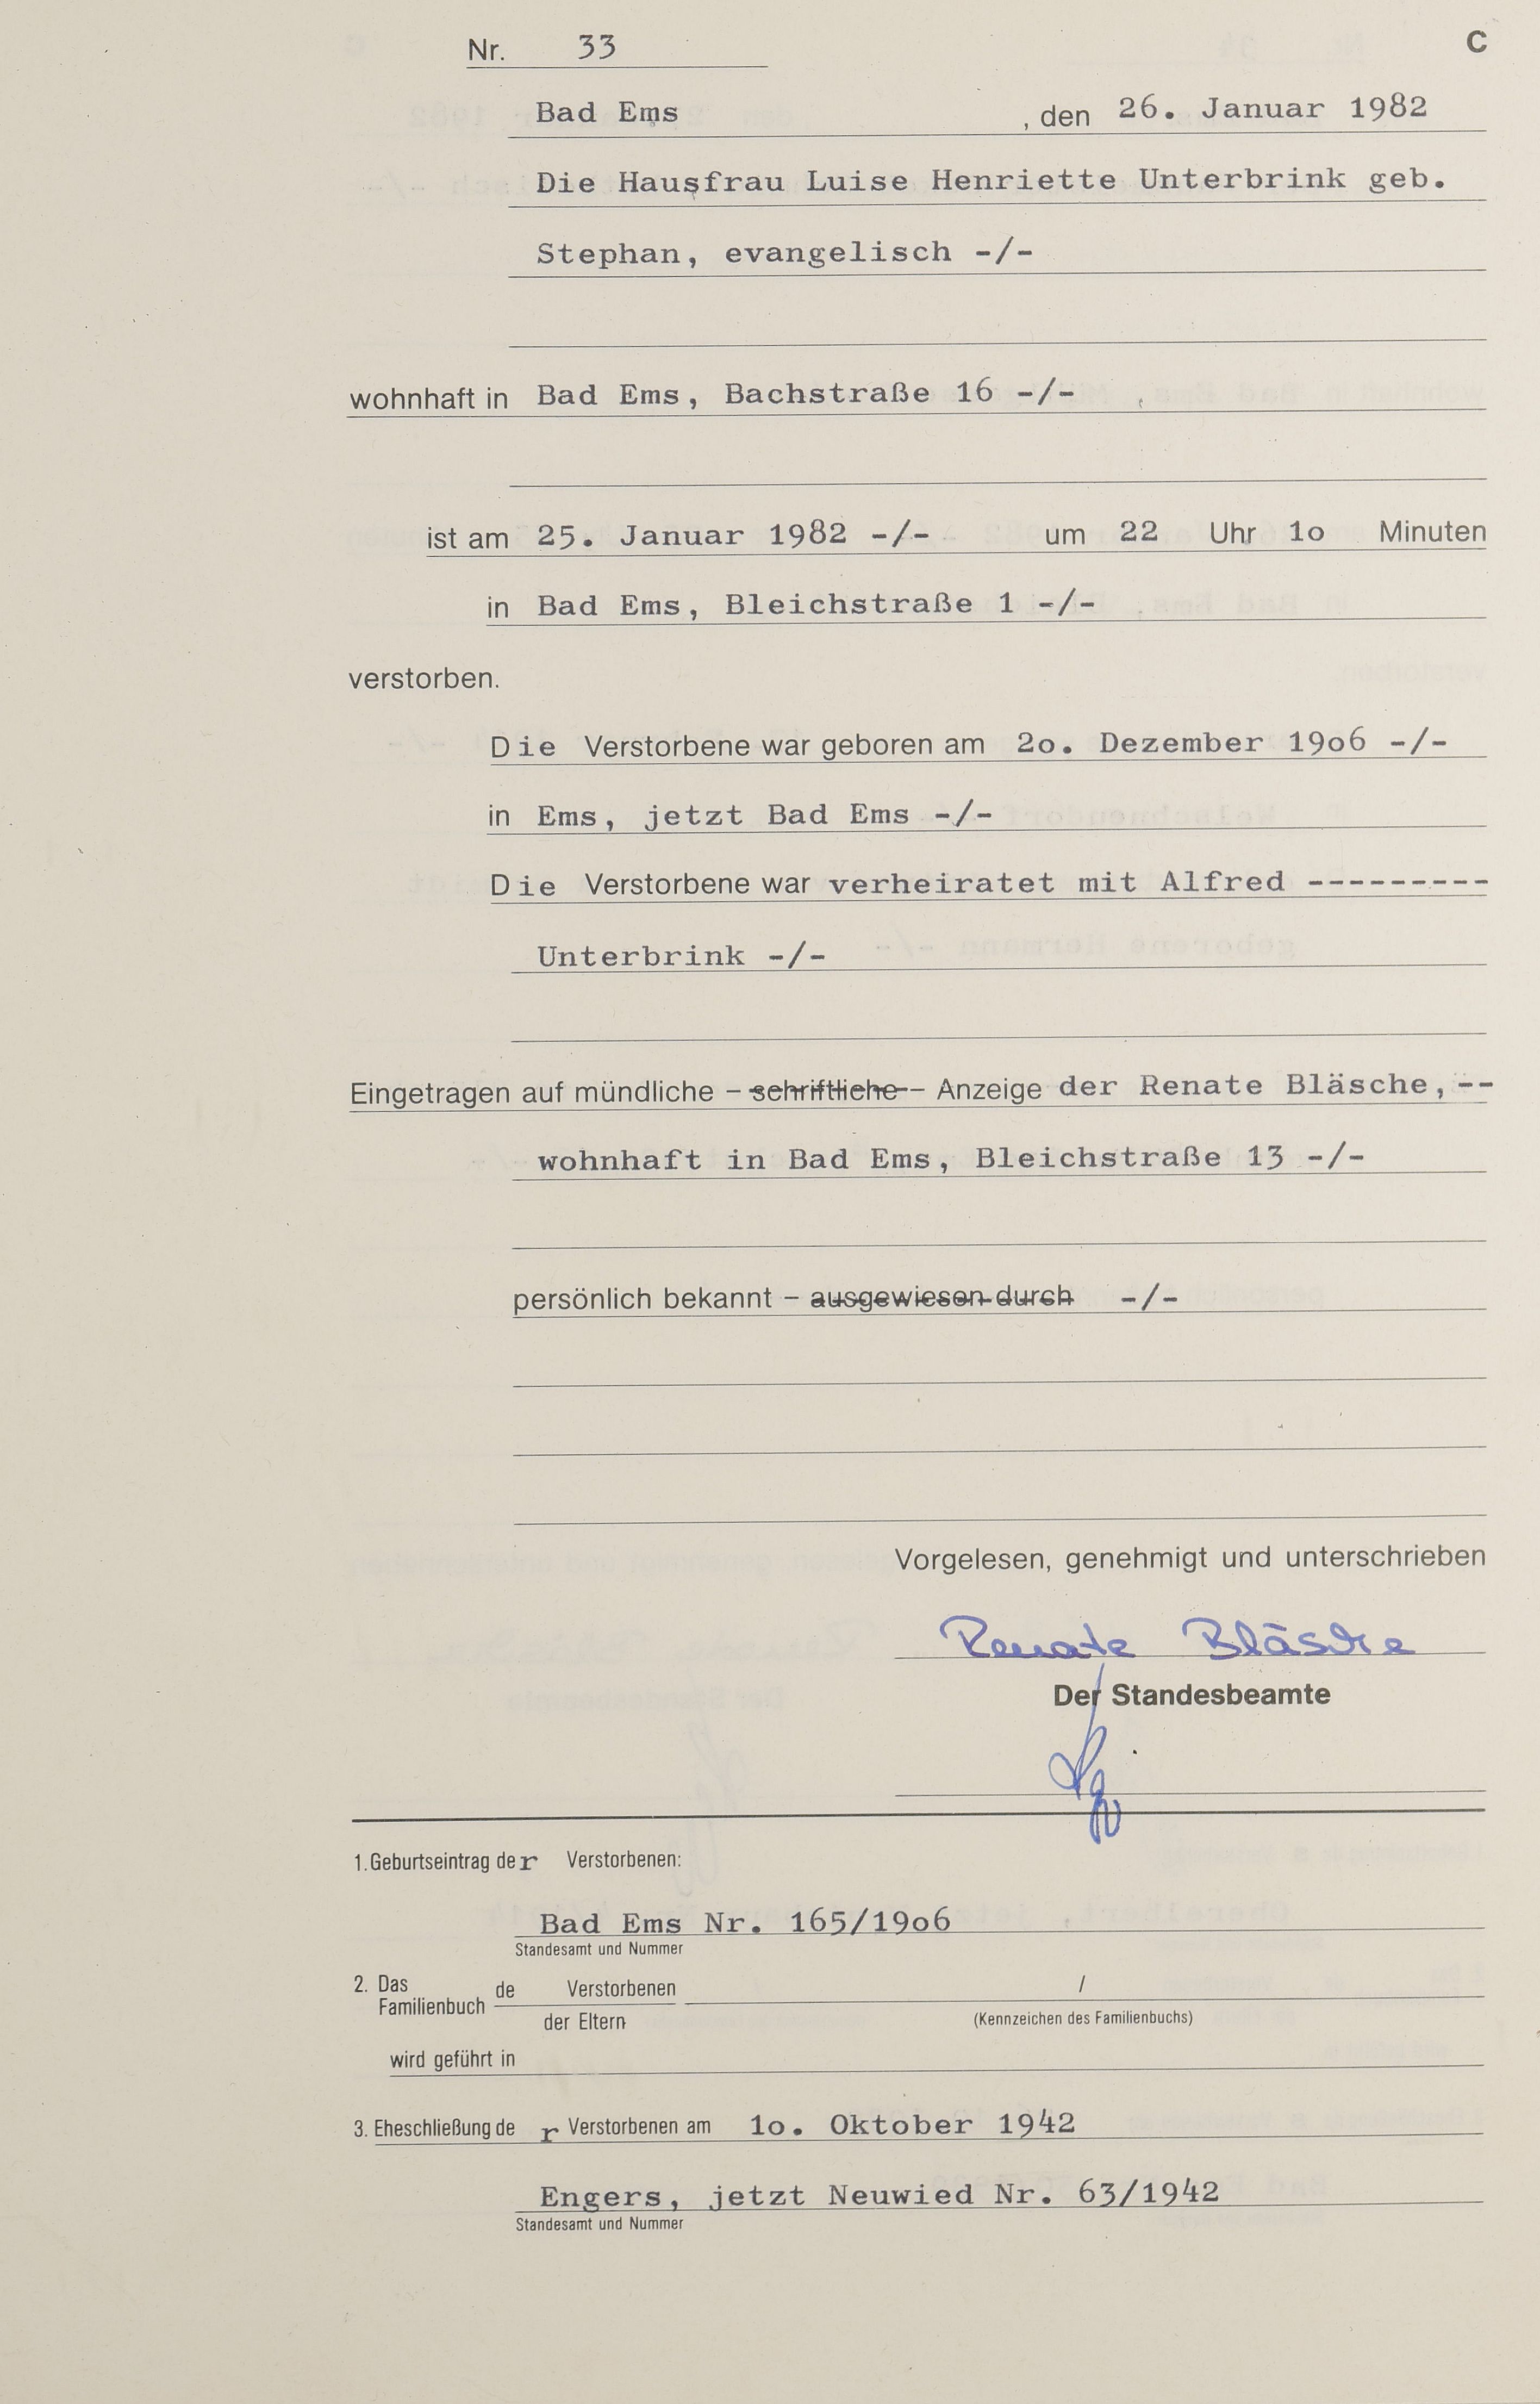 Nr. 33 C
Bad Ems , den 26. Januar 1982
Die Hausfrau Luise Henriette Unterbrink geb.
Stephan, evangelisch -/-
wohnhaft in Bad Ems, Bachstraße 16 -/-
ist am 25. Januar 1982 -/- um 22 Uhr 1o Minuten
in Bad Ems, Bleichstraße 1 -/-
verstorben.
Die Verstorbene war geboren am 2o. Dezember 19o6 -/-
in Ems, jetzt Bad Ems -/-
Die Verstorbene war verheiratet mit Alfred ---------
Unterbrink -/-
Eingetragen auf mündliche – schriftliche – Anzeige der Renate Bläsche, --
wohnhaft in Bad Ems, Bleichstraße 13 -/-
persönlich bekannt – ausgewiesen durch -/-
Vorgelesen, genehmigt und unterschrieben
Renate Bläsche
Der Standesbeamte
1. Geburtseintrag der Verstorbenen:
Bad Ems Nr. 165/19o6
Standesamt und Nummer
2. Das Familienbuch de Verstorbenen /
der Eltern (Kennzeichen des Familienbuchs)
wird geführt in
3. Eheschließung de r Verstorbenen am 1o. Oktober 1942
Engers, jetzt Neuwied Nr. 63/1942
Standesamt und Nummer